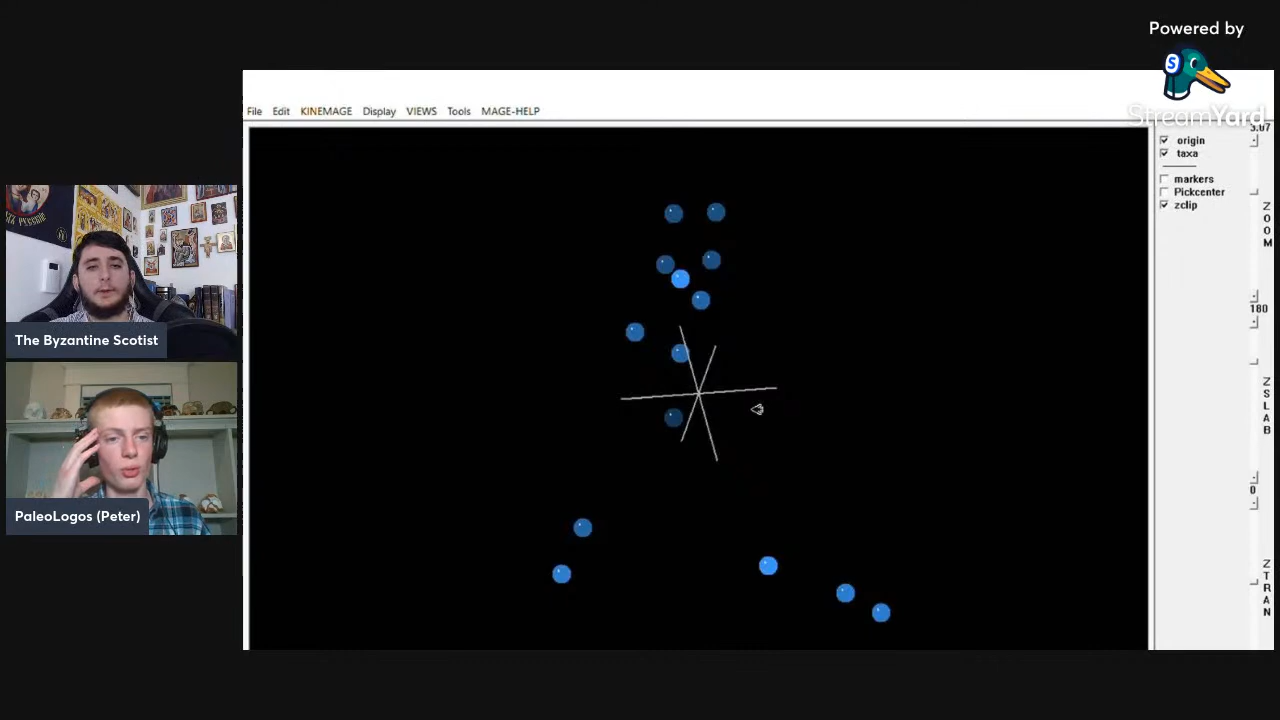 Powered by
S
StreamYard
File Edit KINEMAGE Display VIEWS Tools MAGE-HELP
origin
taxa
markers
Pickcenter
zclip
ZOOM
180
ZSLAB
0
ZTRAN
The Byzantine Scotist
PaleoLogos (Peter)